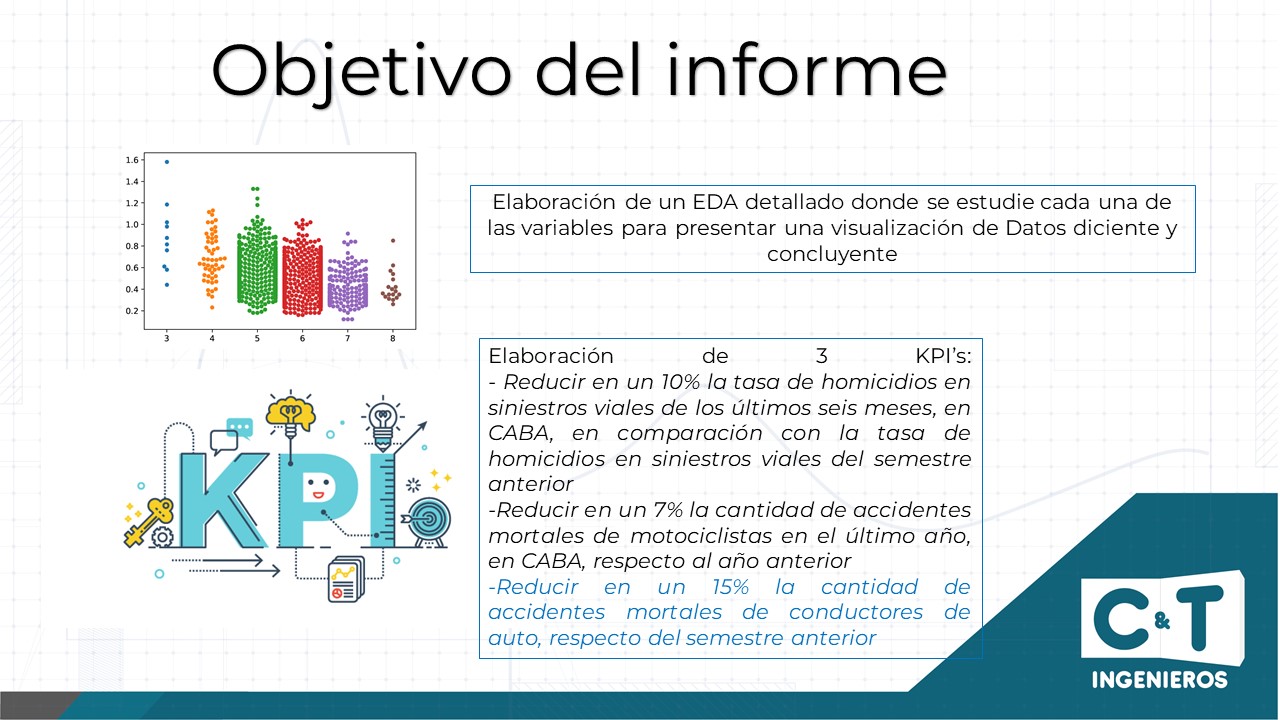 Objetivo del informe
1.6
1.4
1.2
1.0
0.8
0.6
0.4
0.2
3 4 5 6 7 8
Elaboración de un EDA detallado donde se estudie cada una de
las variables para presentar una visualización de Datos diciente y
concluyente
KPI
Elaboración de 3 KPI’s:
- Reducir en un 10% la tasa de homicidios en
siniestros viales de los últimos seis meses, en
CABA, en comparación con la tasa de
homicidios en siniestros viales del semestre
anterior
-Reducir en un 7% la cantidad de accidentes
mortales de motociclistas en el último año,
en CABA, respecto al año anterior
-Reducir en un 15% la cantidad de
accidentes mortales de conductores de
auto, respecto del semestre anterior
C&T
INGENIEROS